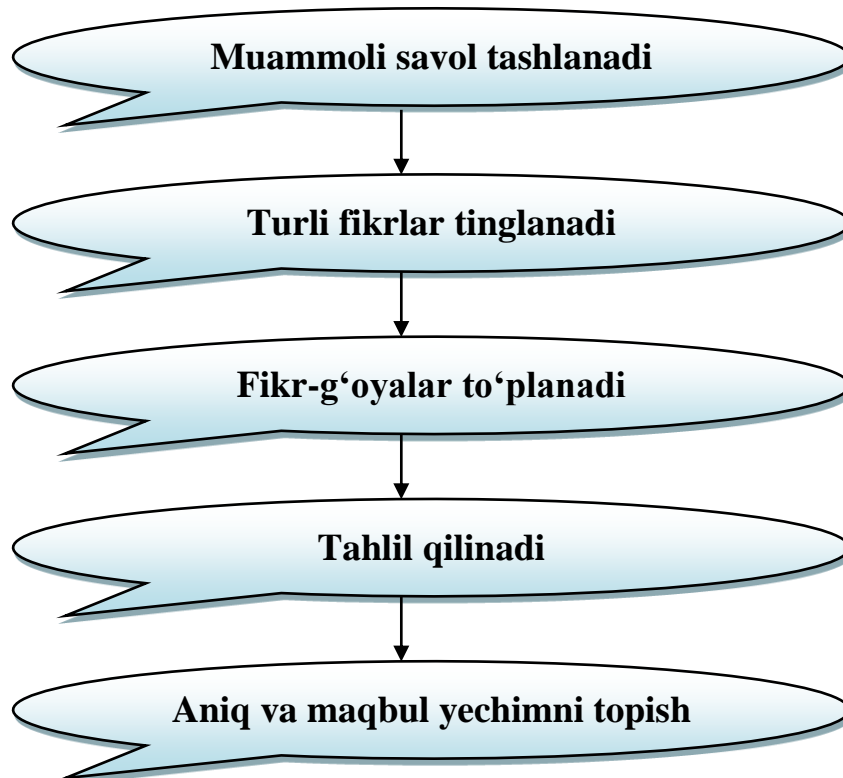 Muammoli savol tashlanadi
Turli fikrlar tinglanadi
Fikr-g‘oyalar to‘planadi
Tahlil qilinadi
Aniq va maqbul yechimni topish